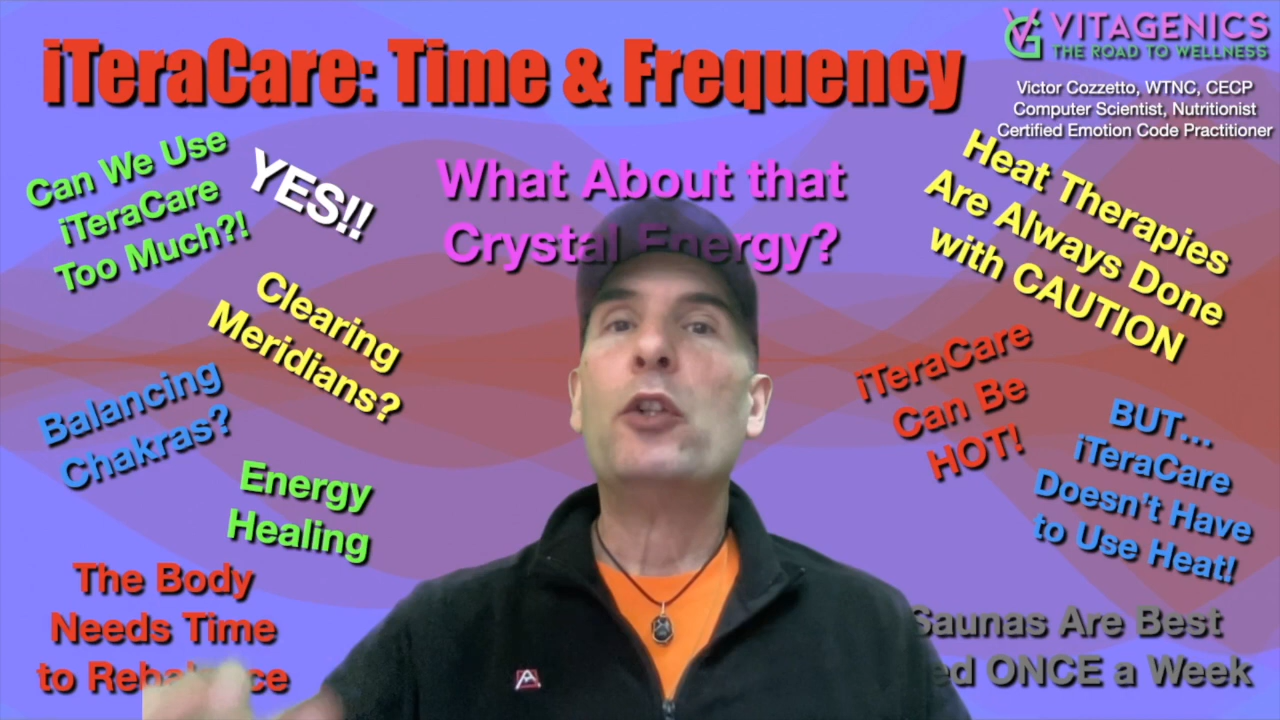 iTeraCare: Time & Frequency
VITAGENICS
THE ROAD TO WELLNESS
Victor Cozzetto, WTNC, CECP
Computer Scientist, Nutritionist
Certified Emotion Code Practitioner
Can We Use
iTeraCare
Too Much?!
YES!!
What About that
Crystal Energy?
Heat Therapies
Are Always Done
with CAUTION
Clearing
Meridians?
iTeraCare
Can Be
HOT!
Balancing
Chakras?
BUT...
iTeraCare
Doesn't Have
to Use Heat!
Energy
Healing
The Body
Needs Time
to
Saunas Are Best
ONCE a Week